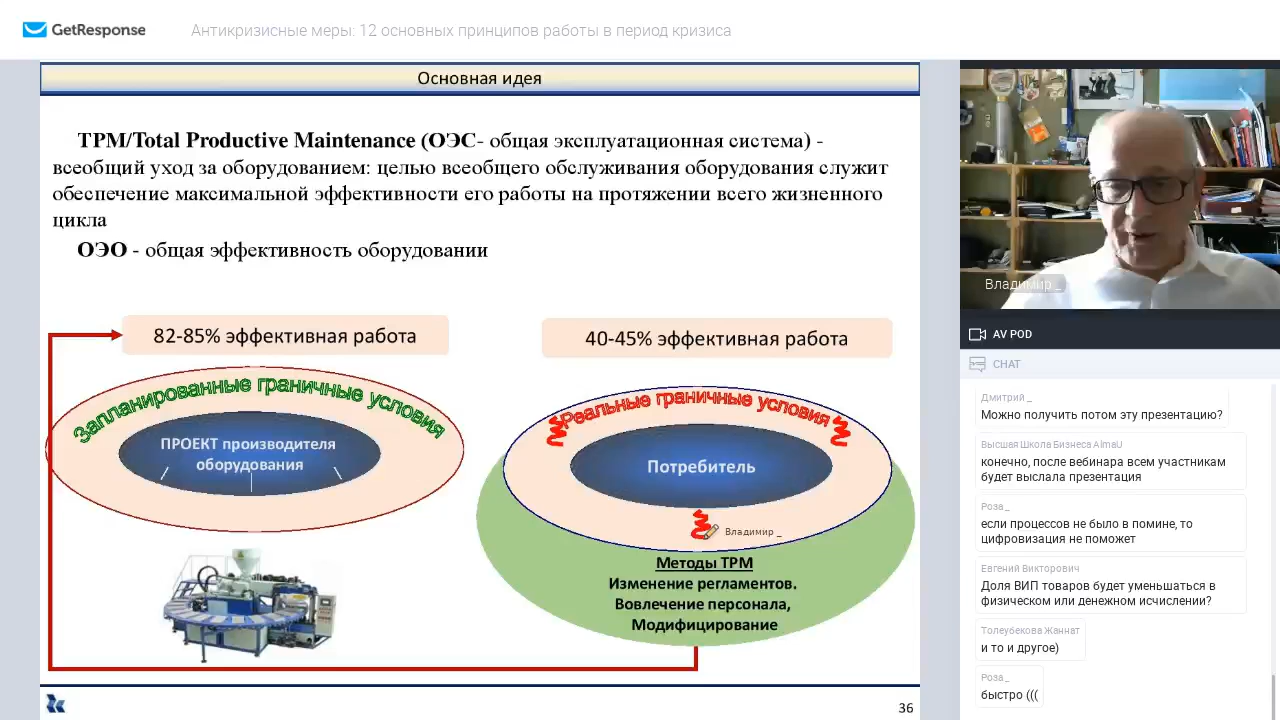 GetResponse
Антикризисные меры: 12 основных принципов работы в период кризиса
Основная идея
TPM/Total Productive Maintenance (ОЭС- общая эксплуатационная система) -
всеобщий уход за оборудованием: целью всеобщего обслуживания оборудования служит
обеспечение максимальной эффективности его работы на протяжении всего жизненного
цикла
ОЭО - общая эффективность оборудовании
82-85% эффективная работа
40-45% эффективная работа
Запланированные граничные условия
ПРОЕКТ производителя
оборудования
Реальные граничные условия
Потребитель
Владимир _
Методы TPM
Изменение регламентов.
Вовлечение персонала,
Модифицирование
36
Владимир _
AV POD
CHAT
Дмитрий _
Можно получить потом эту презентацию?
Высшая Школа Бизнеса AlmaU
конечно, после вебинара всем участникам
будет выслала презентация
Роза _
если процессов не было в помине, то
цифровизация не поможет
Евгений Викторович
Доля ВИП товаров будет уменьшаться в
физическом или денежном исчислении?
Толеубекова Жаннат
и то и другое)
Роза _
быстро (((